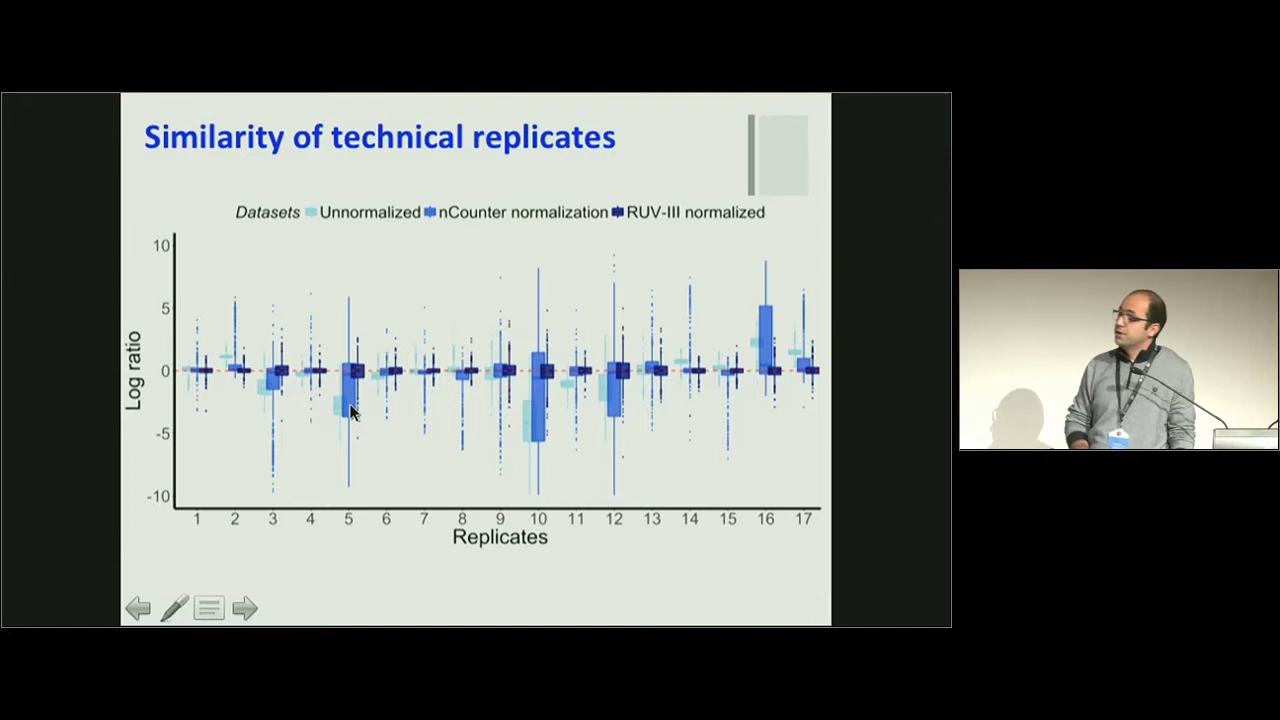 Similarity of technical replicates
Datasets Unnormalized nCounter normalization RUV-III normalized
10
5
0
-5
-10
Log ratio
1 2 3 4 5 6 7 8 9 10 11 12 13 14 15 16 17
Replicates